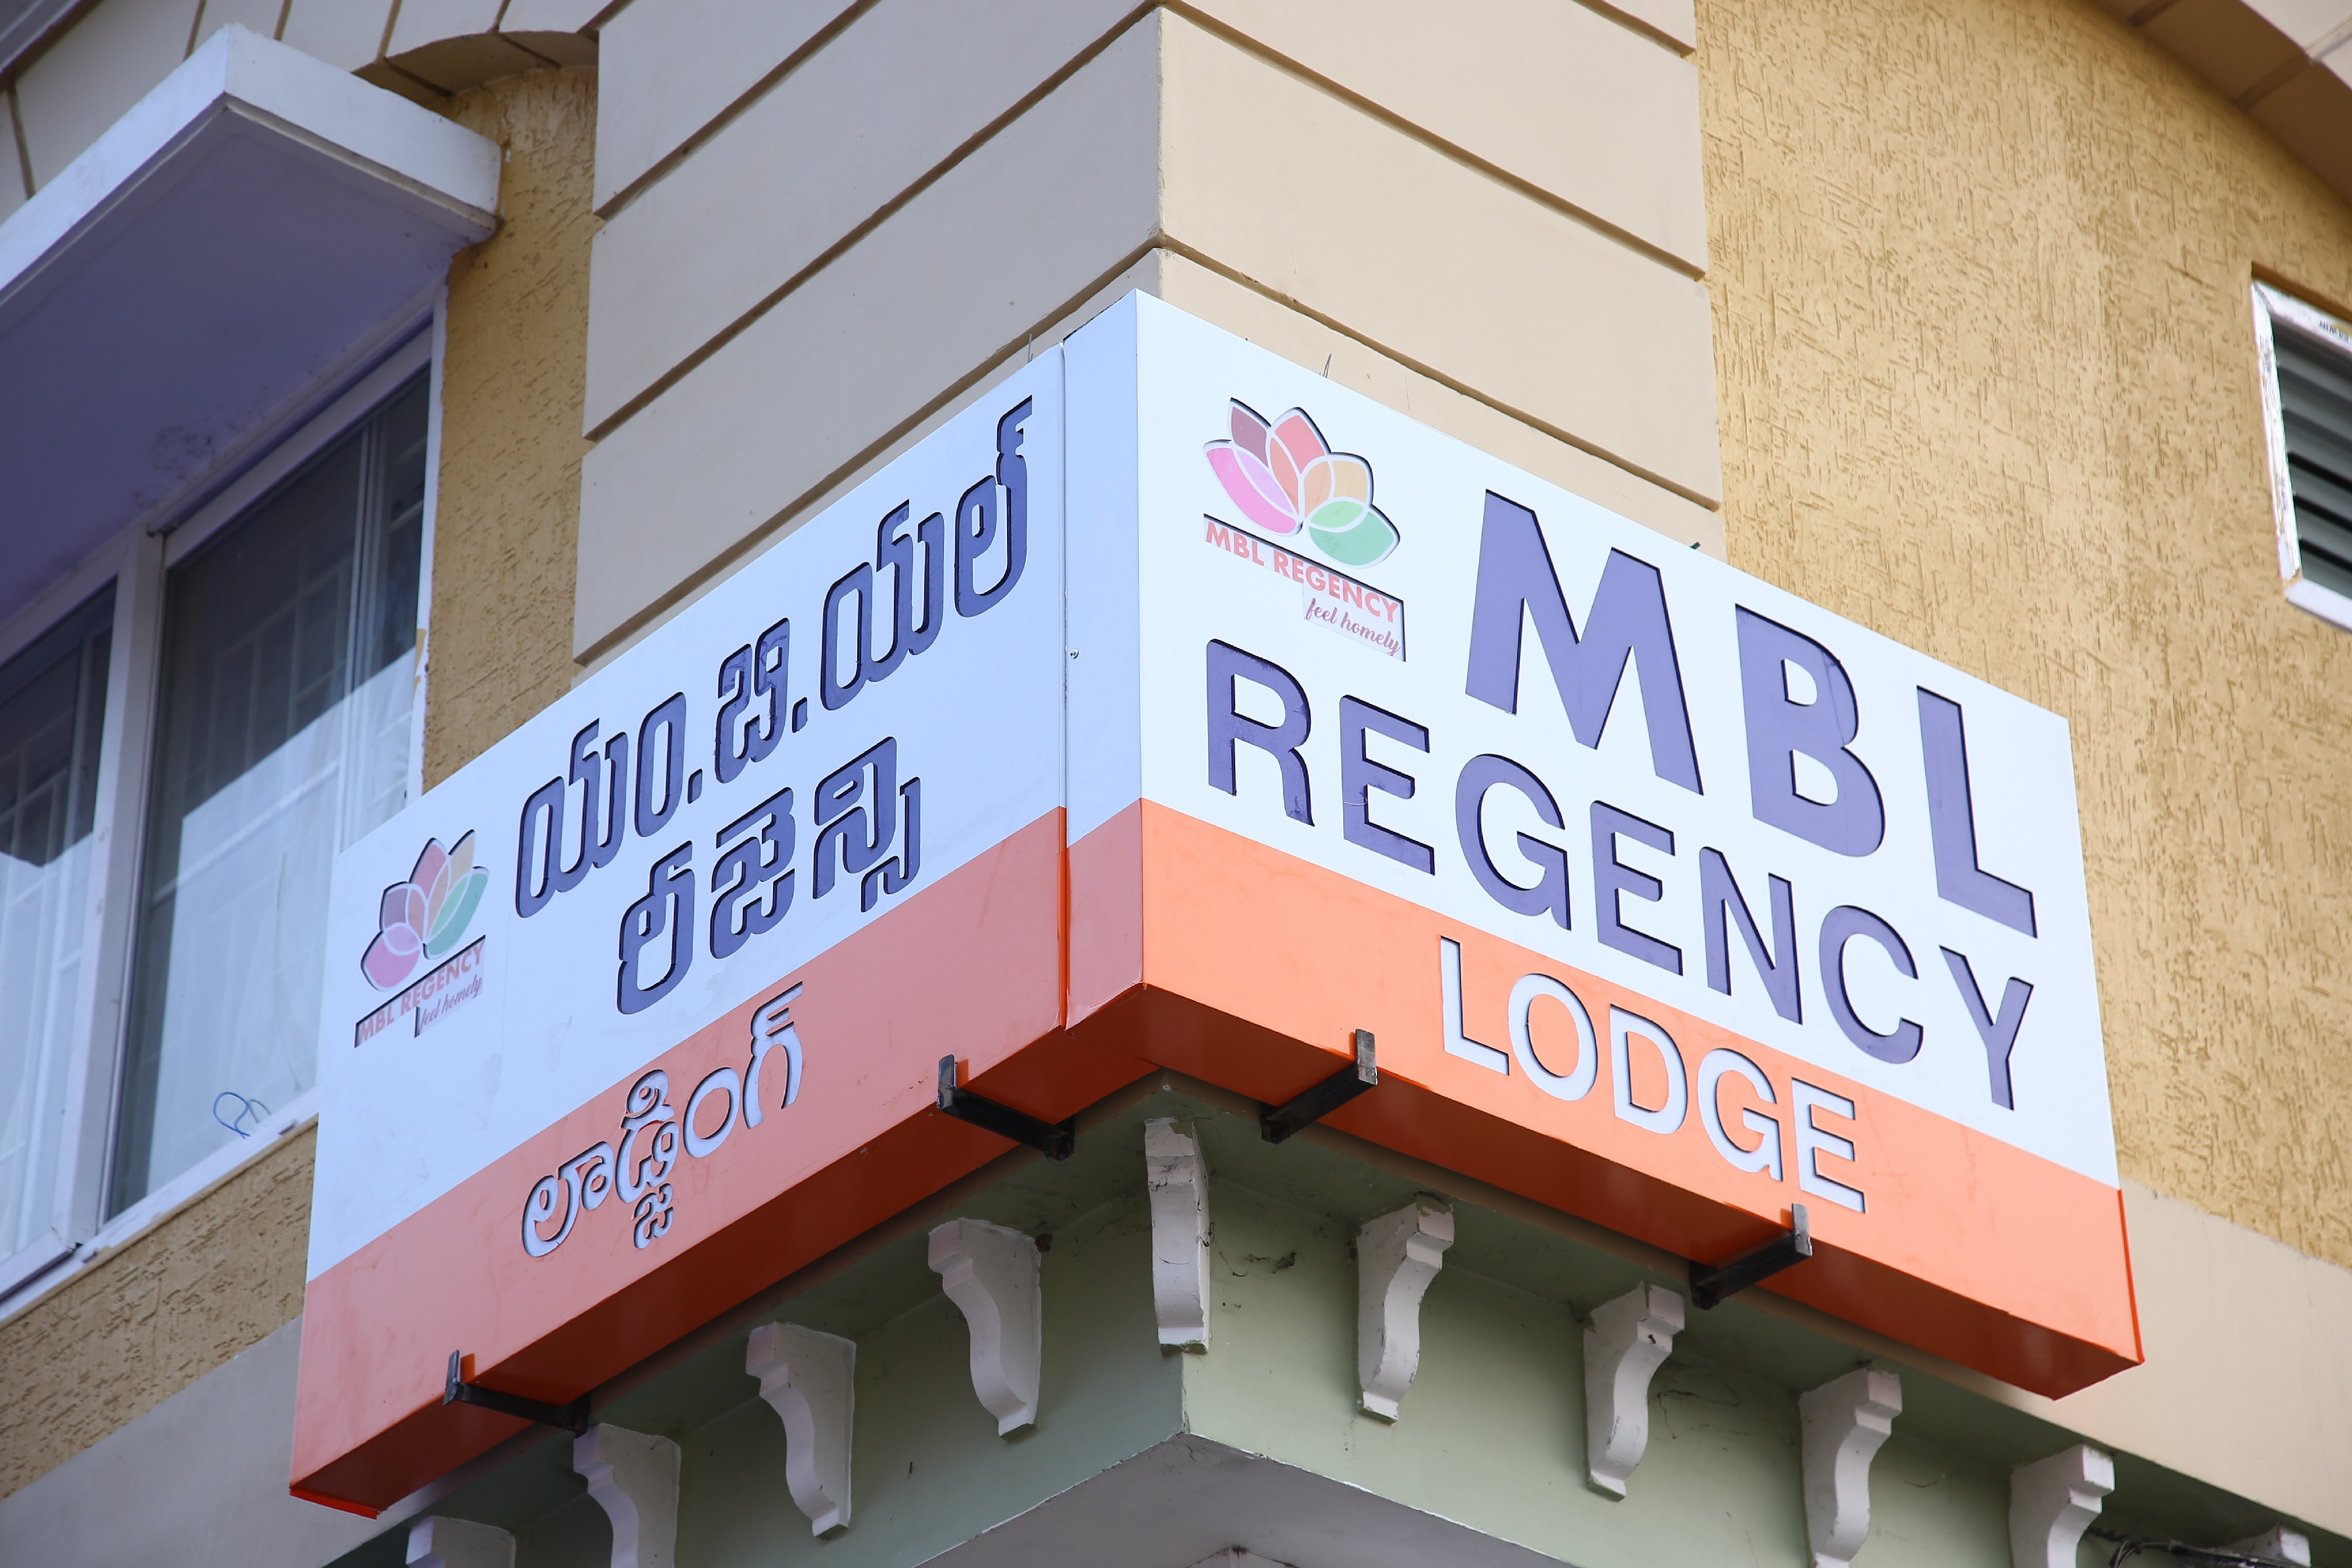 యం.బి.యల్
రీజెన్సి
లాడ్జింగ్
MBL REGENCY
feel homely
MBL REGENCY
feel homely
MBL
REGENCY
LODGE